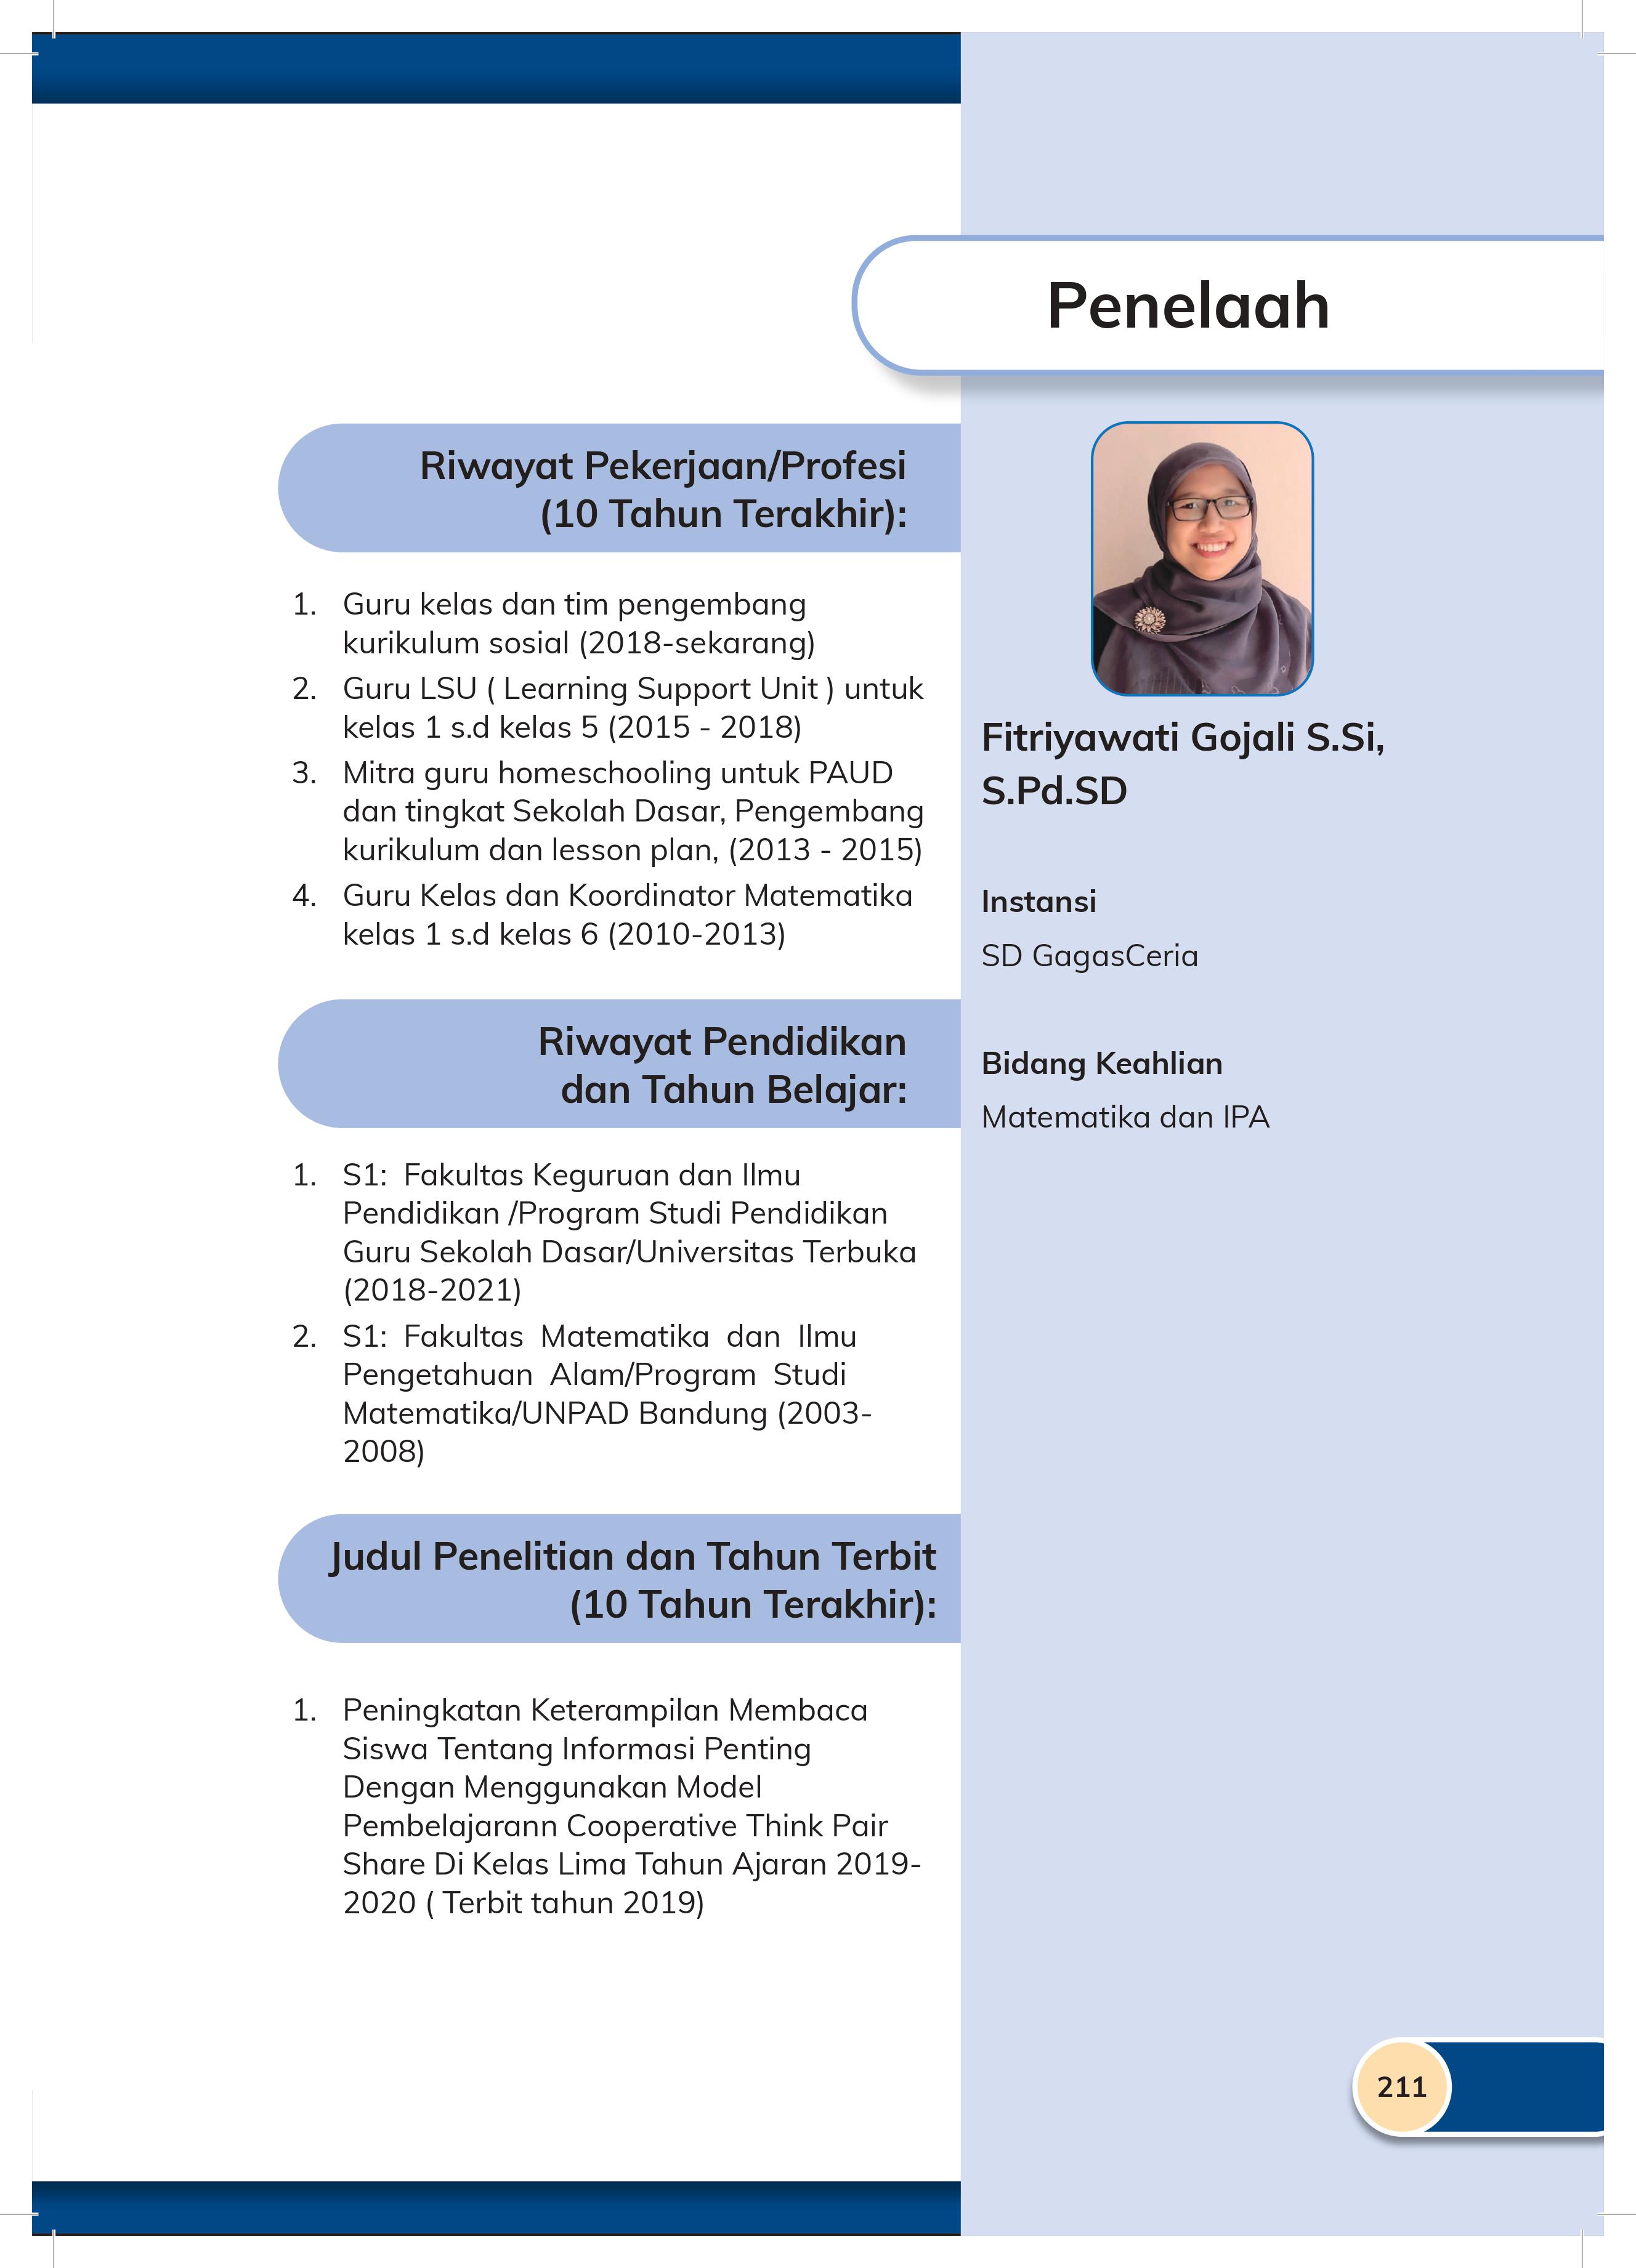 Penelaah
Riwayat Pekerjaan/Profesi
(10 Tahun Terakhir):
1. Guru kelas dan tim pengembang
kurikulum sosial (2018-sekarang)
2. Guru LSU ( Learning Support Unit ) untuk
kelas 1 s.d kelas 5 (2015 - 2018)
3. Mitra guru homeschooling untuk PAUD
dan tingkat Sekolah Dasar, Pengembang
kurikulum dan lesson plan, (2013 - 2015)
4. Guru Kelas dan Koordinator Matematika
kelas 1 s.d kelas 6 (2010-2013)
Riwayat Pendidikan
dan Tahun Belajar:
1. S1: Fakultas Keguruan dan Ilmu
Pendidikan /Program Studi Pendidikan
Guru Sekolah Dasar/Universitas Terbuka
(2018-2021)
2. S1: Fakultas Matematika dan Ilmu
Pengetahuan Alam/Program Studi
Matematika/UNPAD Bandung (2003-
2008)
Judul Penelitian dan Tahun Terbit
(10 Tahun Terakhir):
1. Peningkatan Keterampilan Membaca
Siswa Tentang Informasi Penting
Dengan Menggunakan Model
Pembelajarann Cooperative Think Pair
Share Di Kelas Lima Tahun Ajaran 2019-
2020 ( Terbit tahun 2019)
Fitriyawati Gojali S.Si,
S.Pd.SD
Instansi
SD GagasCeria
Bidang Keahlian
Matematika dan IPA
211